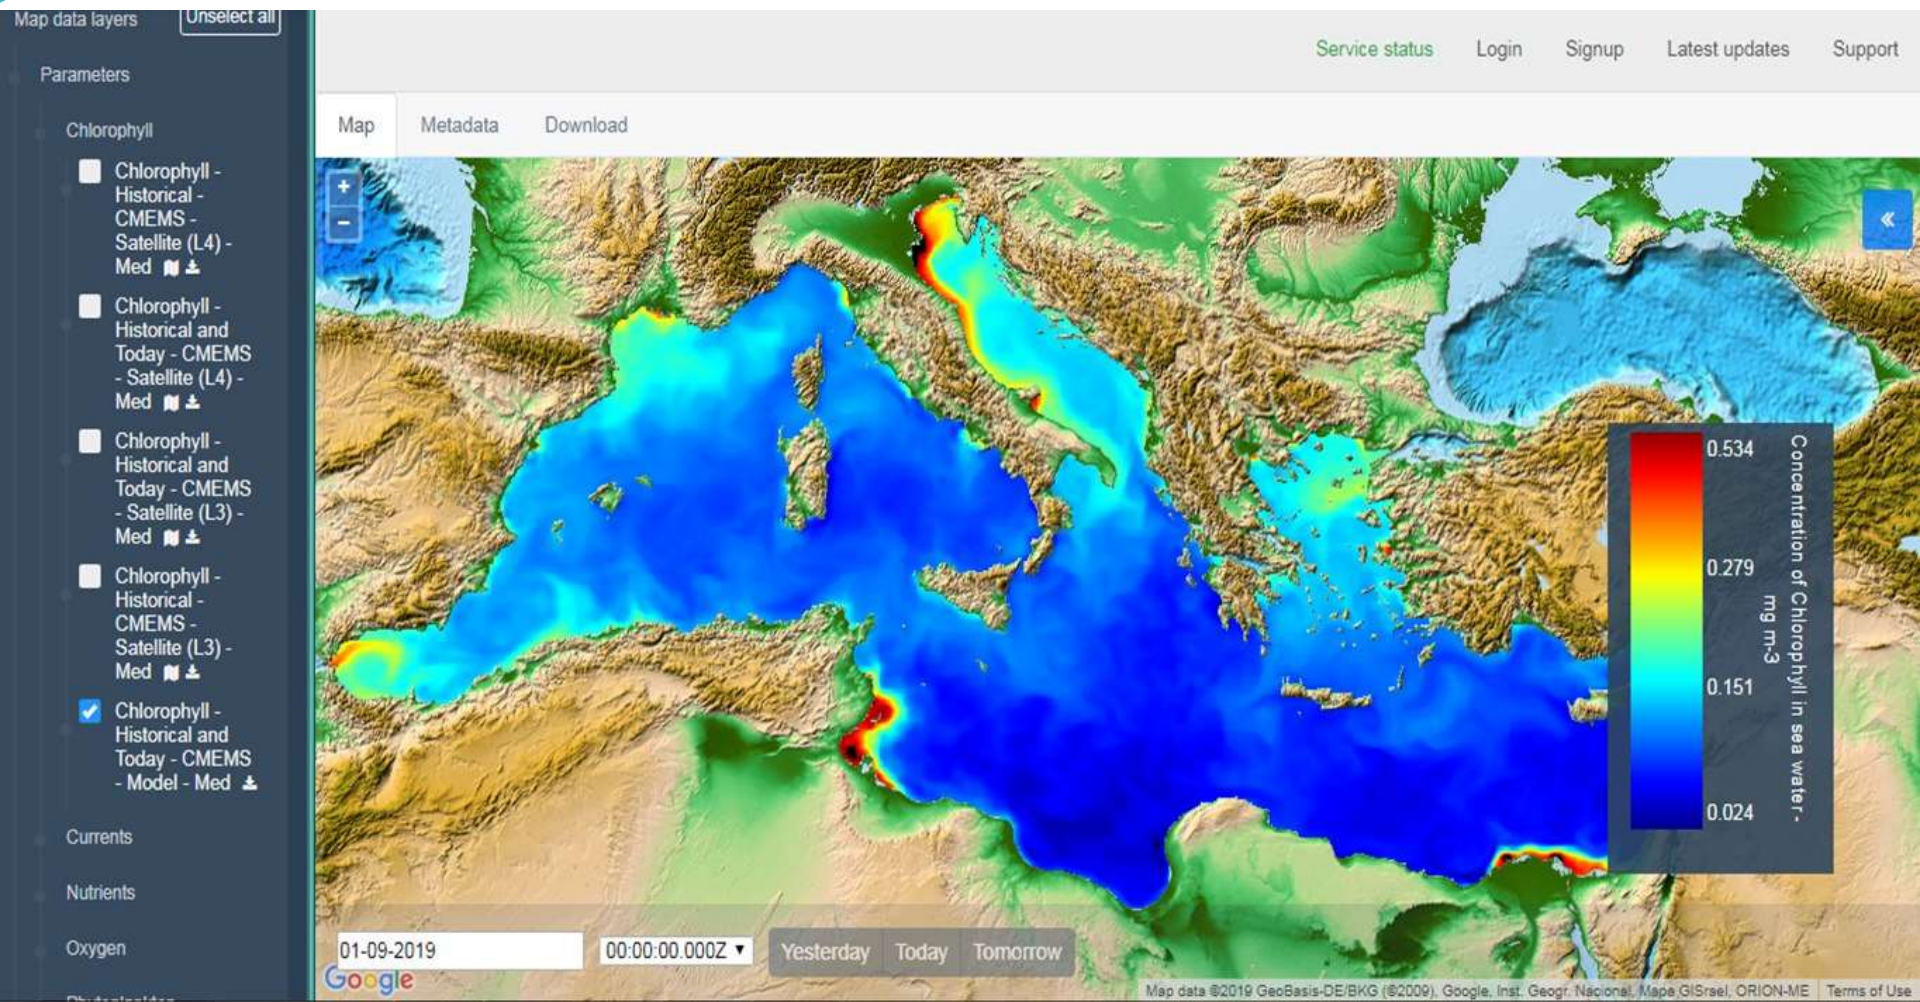 Map data layers
Unselect all
Parameters
Chlorophyll
Chlorophyll -
Historical -
CMEMS -
Satellite (L4) -
Med
Chlorophyll -
Historical and
Today - CMEMS
- Satellite (L4) -
Med
Chlorophyll -
Historical and
Today - CMEMS
- Satellite (L3) -
Med
Chlorophyll -
Historical -
CMEMS -
Satellite (L3) -
Med
Chlorophyll -
Historical and
Today - CMEMS
- Model - Med
Currents
Nutrients
Oxygen
Service status
Login
Signup
Latest updates
Support
Map
Metadata
Download
+
-
«
0.534
0.279
0.151
0.024
Concentration of Chlorophyll in sea water -
mg m-3
01-09-2019
00:00:00.000Z
Yesterday
Today
Tomorrow
Google
Map data ©2019 GeoBasis-DE/BKG (©2009), Google, Inst. Geogr. Nacional, Mapa GISrael, ORION-ME
Terms of Use